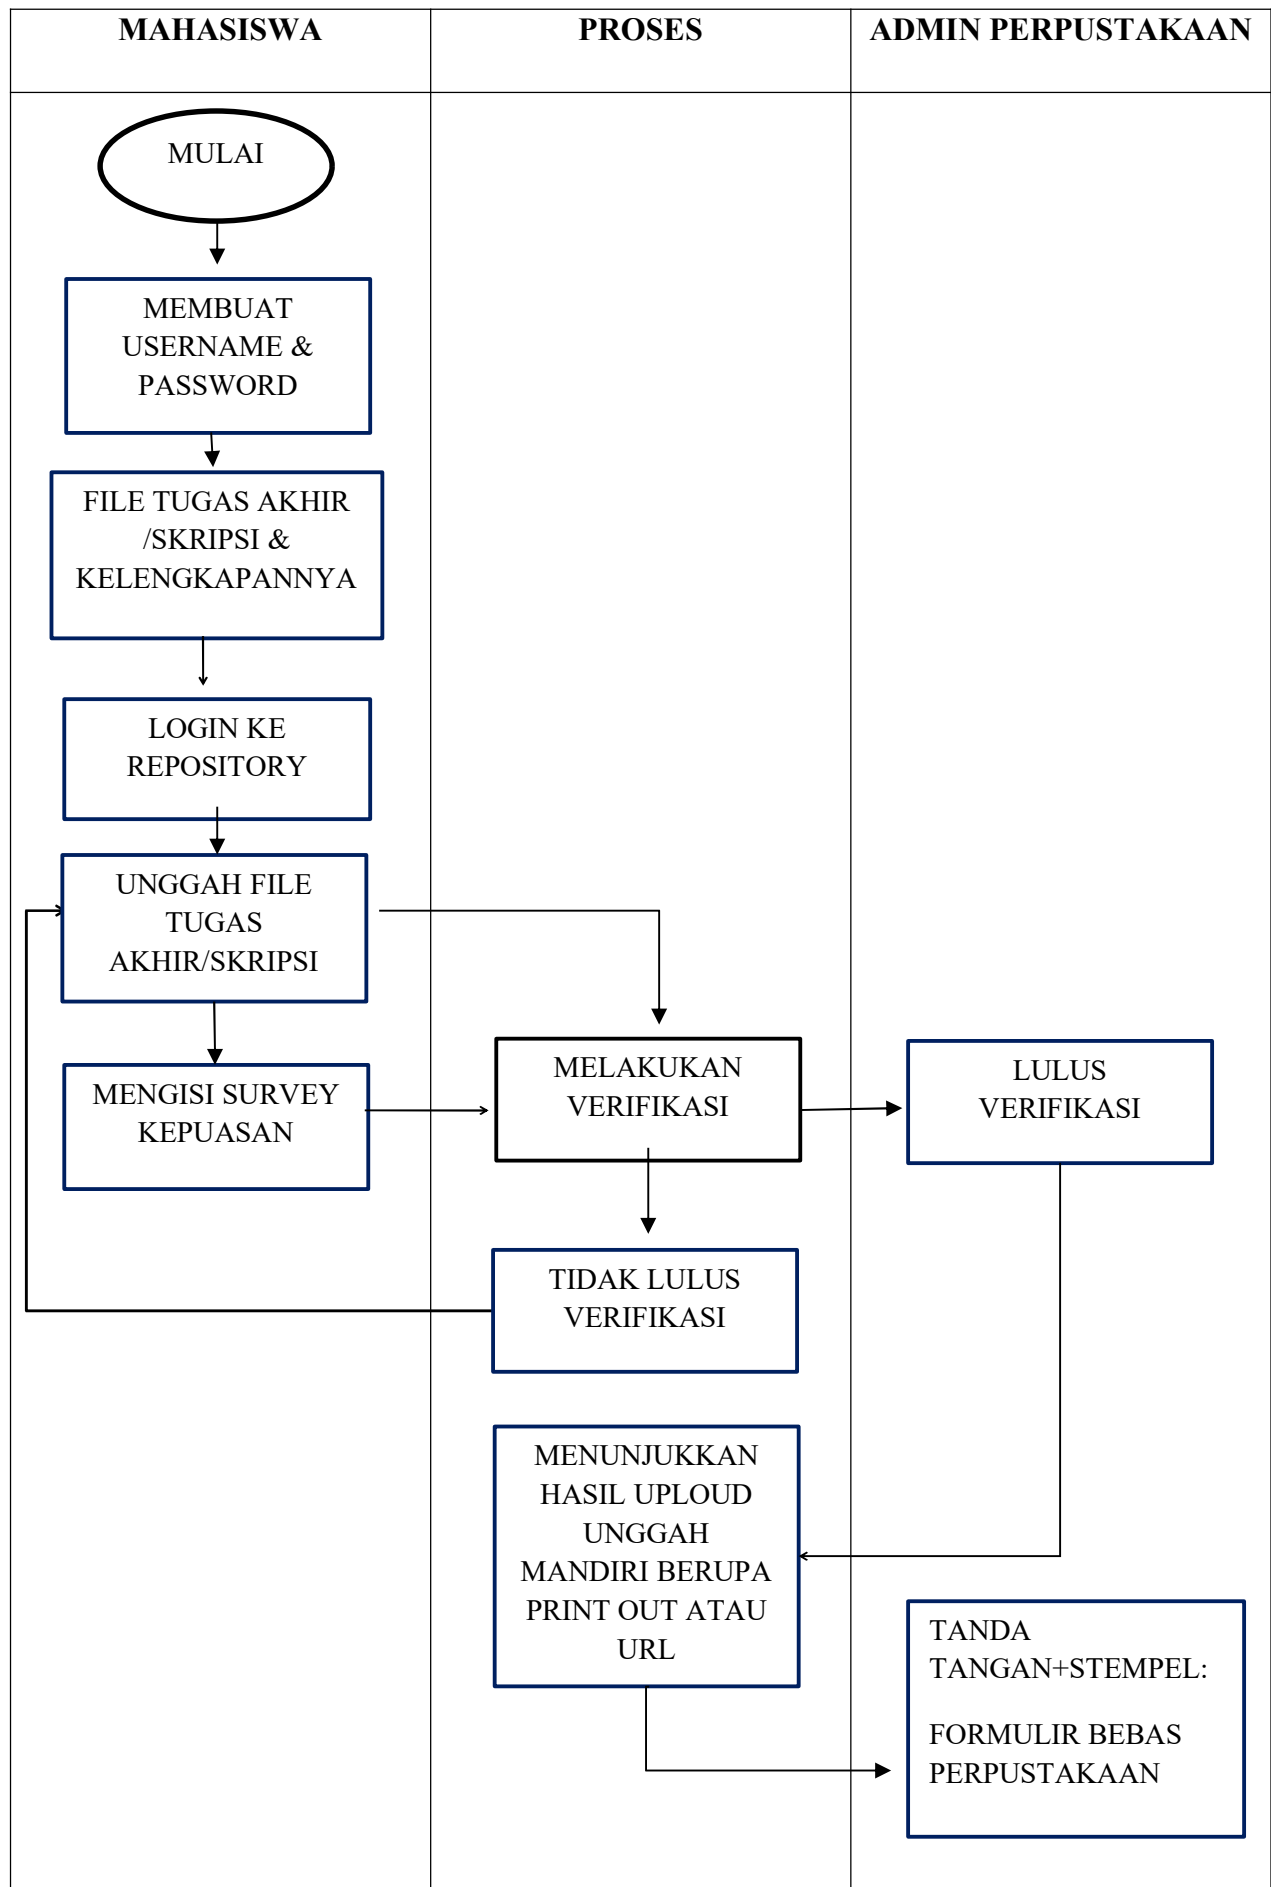 MAHASISWA
PROSES
ADMIN PERPUSTAKAAN
MULAI
MEMBUAT
USERNAME &
PASSWORD
FILE TUGAS AKHIR
/SKRIPSI &
KELENGKAPANNYA
LOGIN KE
REPOSITORY
UNGGAH FILE
TUGAS
AKHIR/SKRIPSI
MENGISI SURVEY
KEPUASAN
MELAKUKAN
VERIFIKASI
LULUS
VERIFIKASI
TIDAK LULUS
VERIFIKASI
MENUNJUKKAN
HASIL UPLOUD
UNGGAH
MANDIRI BERUPA
PRINT OUT ATAU
URL
TANDA
TANGAN+STEMPEL:
FORMULIR BEBAS
PERPUSTAKAAN